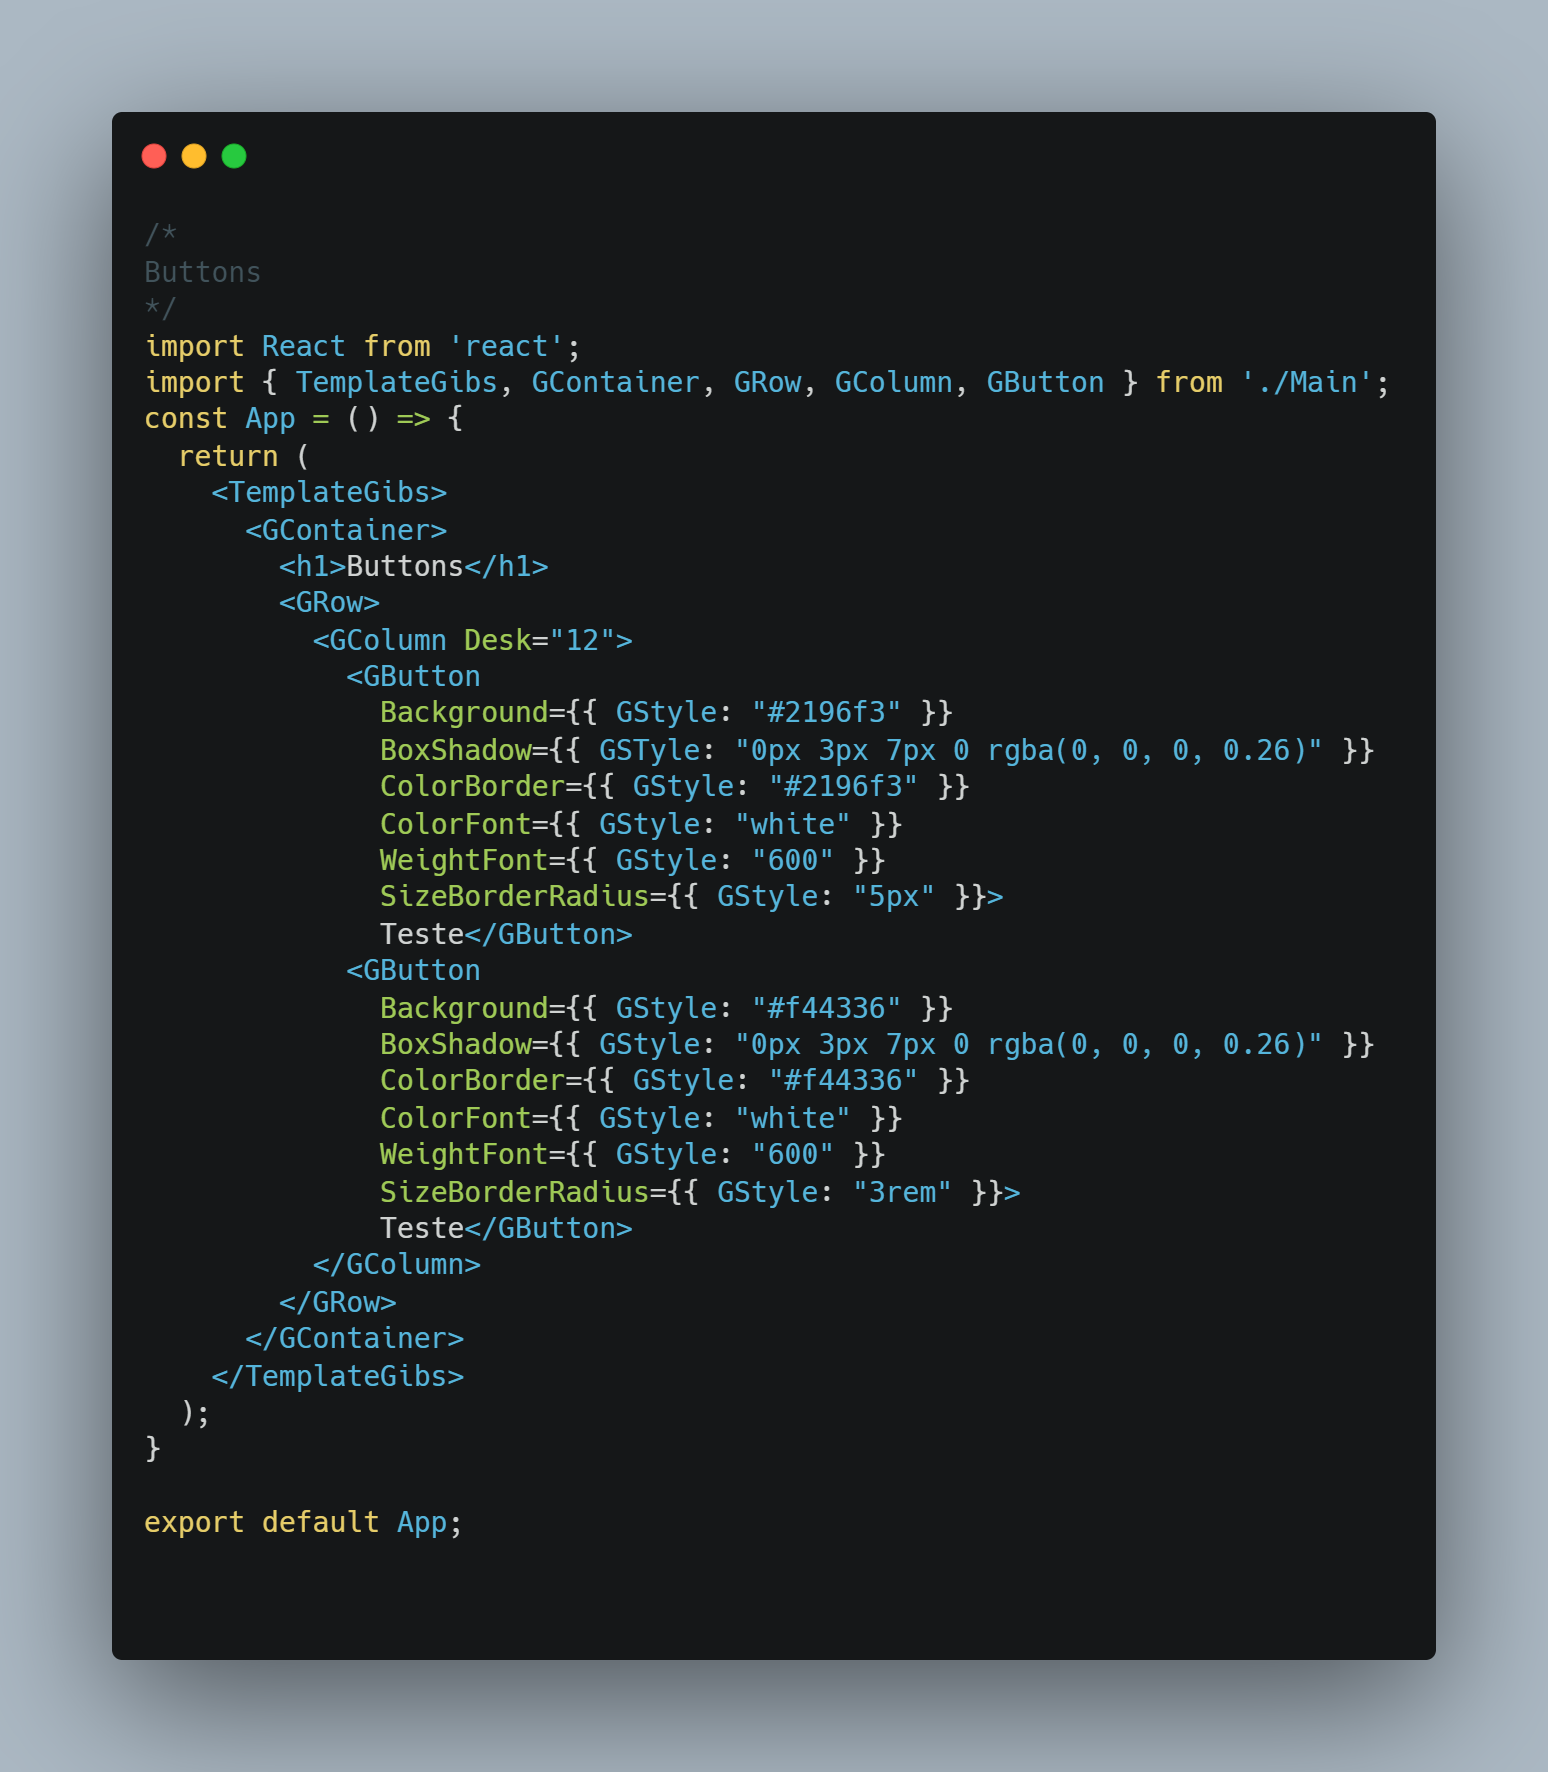 /*
Buttons
*/
import React from 'react';
import { TemplateGibs, GContainer, GRow, GColumn, GButton } from './Main';
const App = () => {
  return (
    <TemplateGibs>
      <GContainer>
        <h1>Buttons</h1>
        <GRow>
          <GColumn Desk="12">
            <GButton
              Background={{ GStyle: "#2196f3" }}
              BoxShadow={{ GSTyle: "0px 3px 7px 0 rgba(0, 0, 0, 0.26)" }}
              ColorBorder={{ GStyle: "#2196f3" }}
              ColorFont={{ GStyle: "white" }}
              WeightFont={{ GStyle: "600" }}
              SizeBorderRadius={{ GStyle: "5px" }}>
              Teste</GButton>
            <GButton
              Background={{ GStyle: "#f44336" }}
              BoxShadow={{ GStyle: "0px 3px 7px 0 rgba(0, 0, 0, 0.26)" }}
              ColorBorder={{ GStyle: "#f44336" }}
              ColorFont={{ GStyle: "white" }}
              WeightFont={{ GStyle: "600" }}
              SizeBorderRadius={{ GStyle: "3rem" }}>
              Teste</GButton>
          </GColumn>
        </GRow>
      </GContainer>
    </TemplateGibs>
  );
}

export default App;